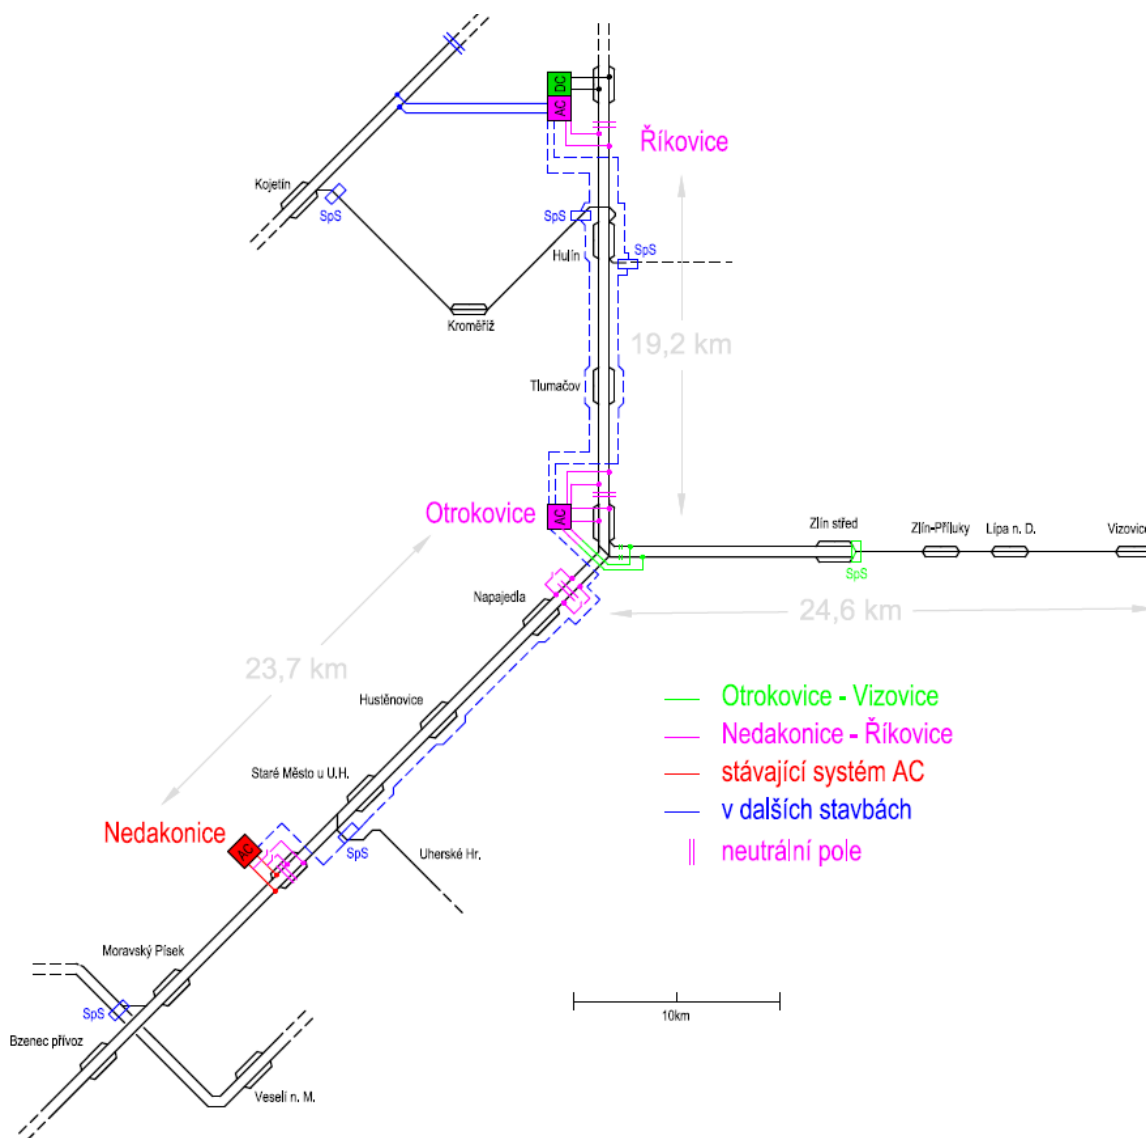 DC
AC
Říkovice
Kojetín
SpS
SpS
SpS
Hulín
Kroměříž
19,2 km
Tlumačov
Otrokovice
AC
Zlín střed
Zlín-Příluky
Lípa n. D.
Vizovice
SpS
Napajedla
24,6 km
23,7 km
Hustěnovice
Otrokovice - Vizovice
Nedakonice - Říkovice
stávající systém AC
v dalších stavbách
neutrální pole
Staré Město u U.H.
Nedakonice
AC
SpS
Uherské Hr.
Moravský Písek
SpS
10km
Bzenec přívoz
Veselí n. M.